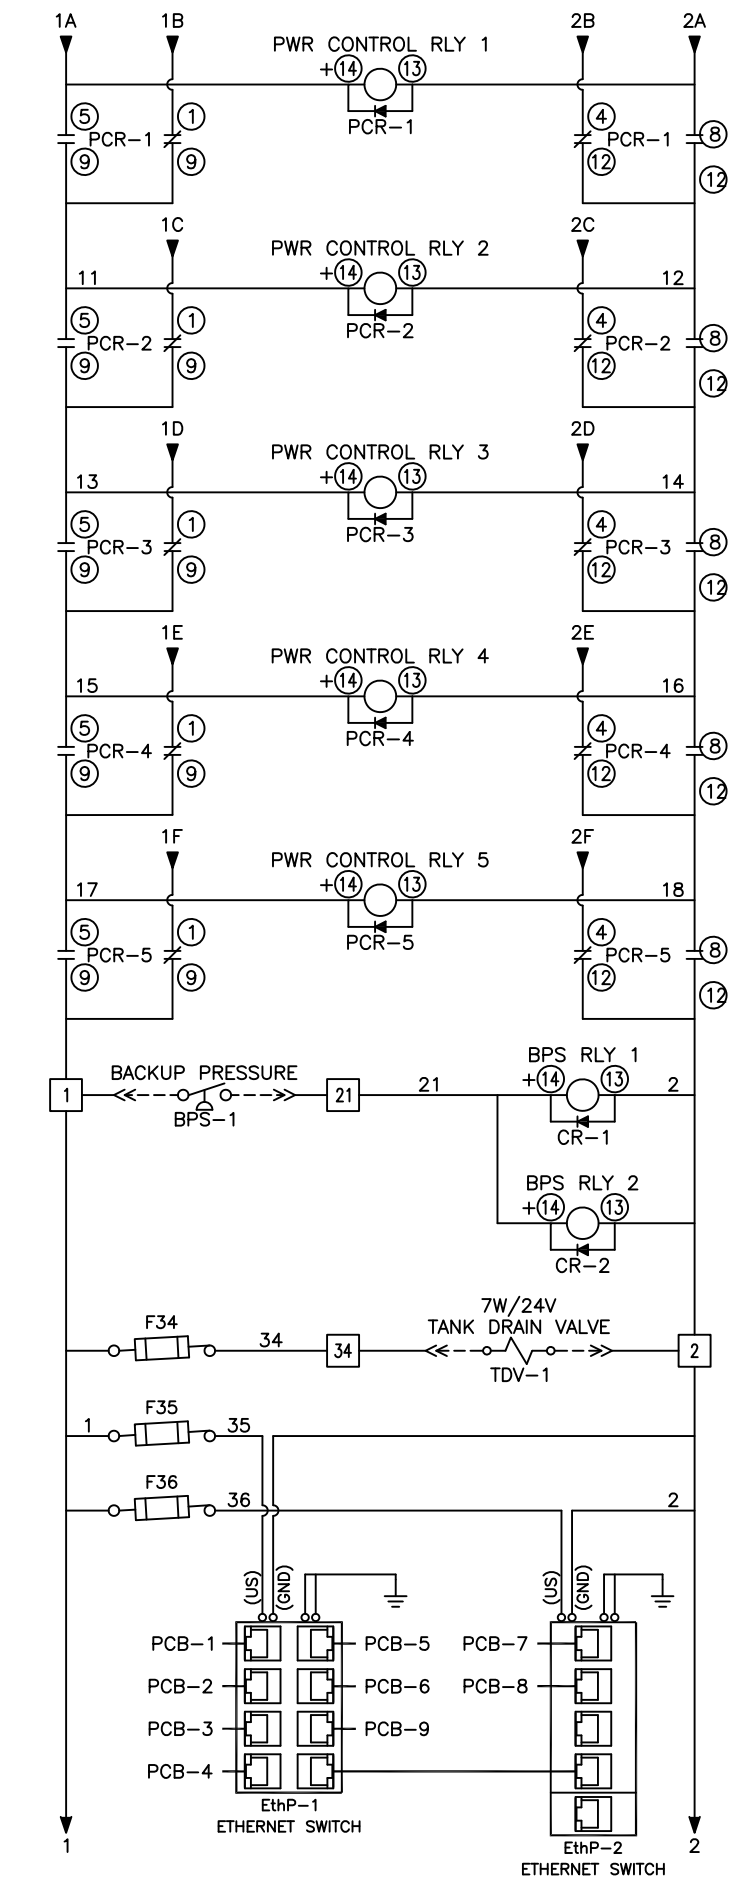 1A 1B 2B 2A
PWR CONTROL RLY 1
+14 13
PCR-1
5 PCR-1 1 4 PCR-1 8
9 9 12 12
1C 2C
PWR CONTROL RLY 2
11 +14 13 12
PCR-2
5 PCR-2 1 4 PCR-2 8
9 9 12 12
1D 2D
PWR CONTROL RLY 3
13 +14 13 14
PCR-3
5 PCR-3 1 4 PCR-3 8
9 9 12 12
1E 2E
PWR CONTROL RLY 4
15 +14 13 16
PCR-4
5 PCR-4 1 4 PCR-4 8
9 9 12 12
1F 2F
PWR CONTROL RLY 5
17 +14 13 18
PCR-5
5 PCR-5 1 4 PCR-5 8
9 9 12 12
BPS RLY 1
BACKUP PRESSURE
+14 13
1 21 21 2
BPS-1
CR-1
BPS RLY 2
+14 13
CR-2
7W/24V
F34 TANK DRAIN VALVE
34 34 2
TDV-1
F35
1 35
F36
36 2
(US) (GND) (US) (GND)
PCB-1 PCB-5 PCB-7
PCB-2 PCB-6 PCB-8
PCB-3 PCB-9
PCB-4
EthP-1
ETHERNET SWITCH
1 2
EthP-2
ETHERNET SWITCH